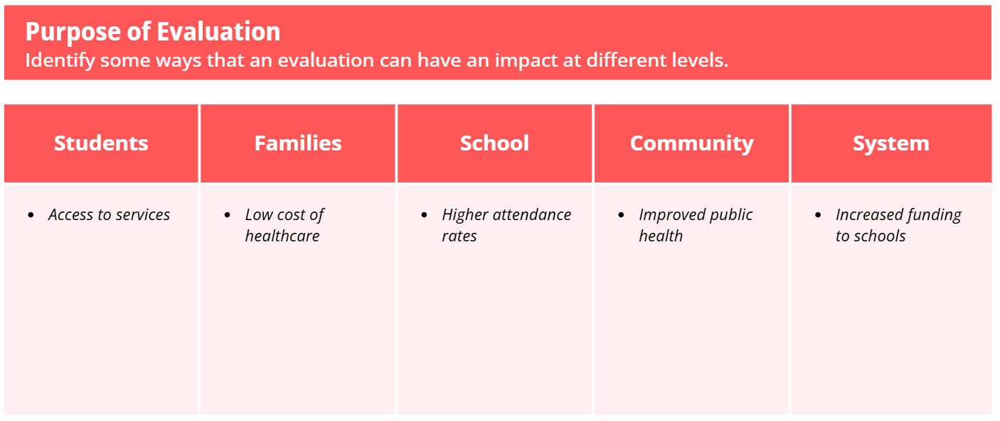 Purpose of Evaluation
Identify some ways that an evaluation can have an impact at different levels.
Students
Families
School
Community
System
• Access to services
• Low cost of
healthcare
• Higher attendance
rates
• Improved public
health
• Increased funding
to schools